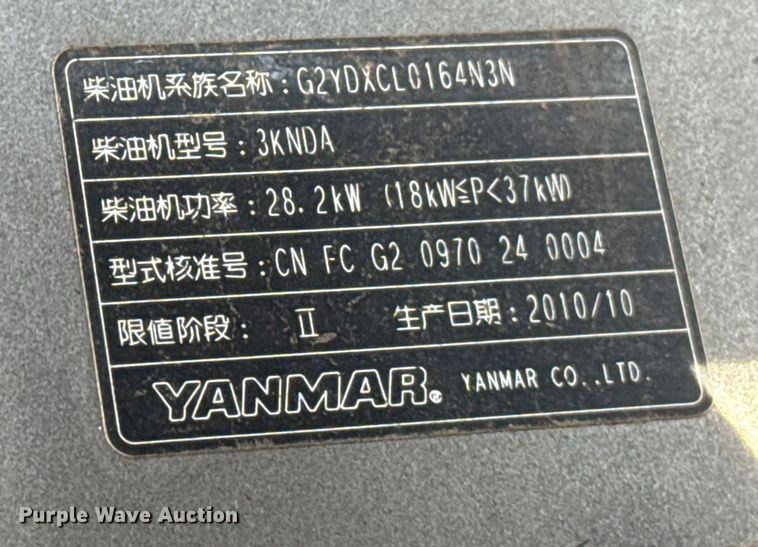 柴油机系族名称：G2YDXCL0164N3N
柴油机型号：3KNDA
柴油机功率：28.2kW (18kW≦P<37kW)
型式核准号：CN FC G2 0970 24 0004
限值阶段：Ⅱ 生产日期：2010/10
YANMAR® YANMAR CO.,LTD.
Purple Wave Auction